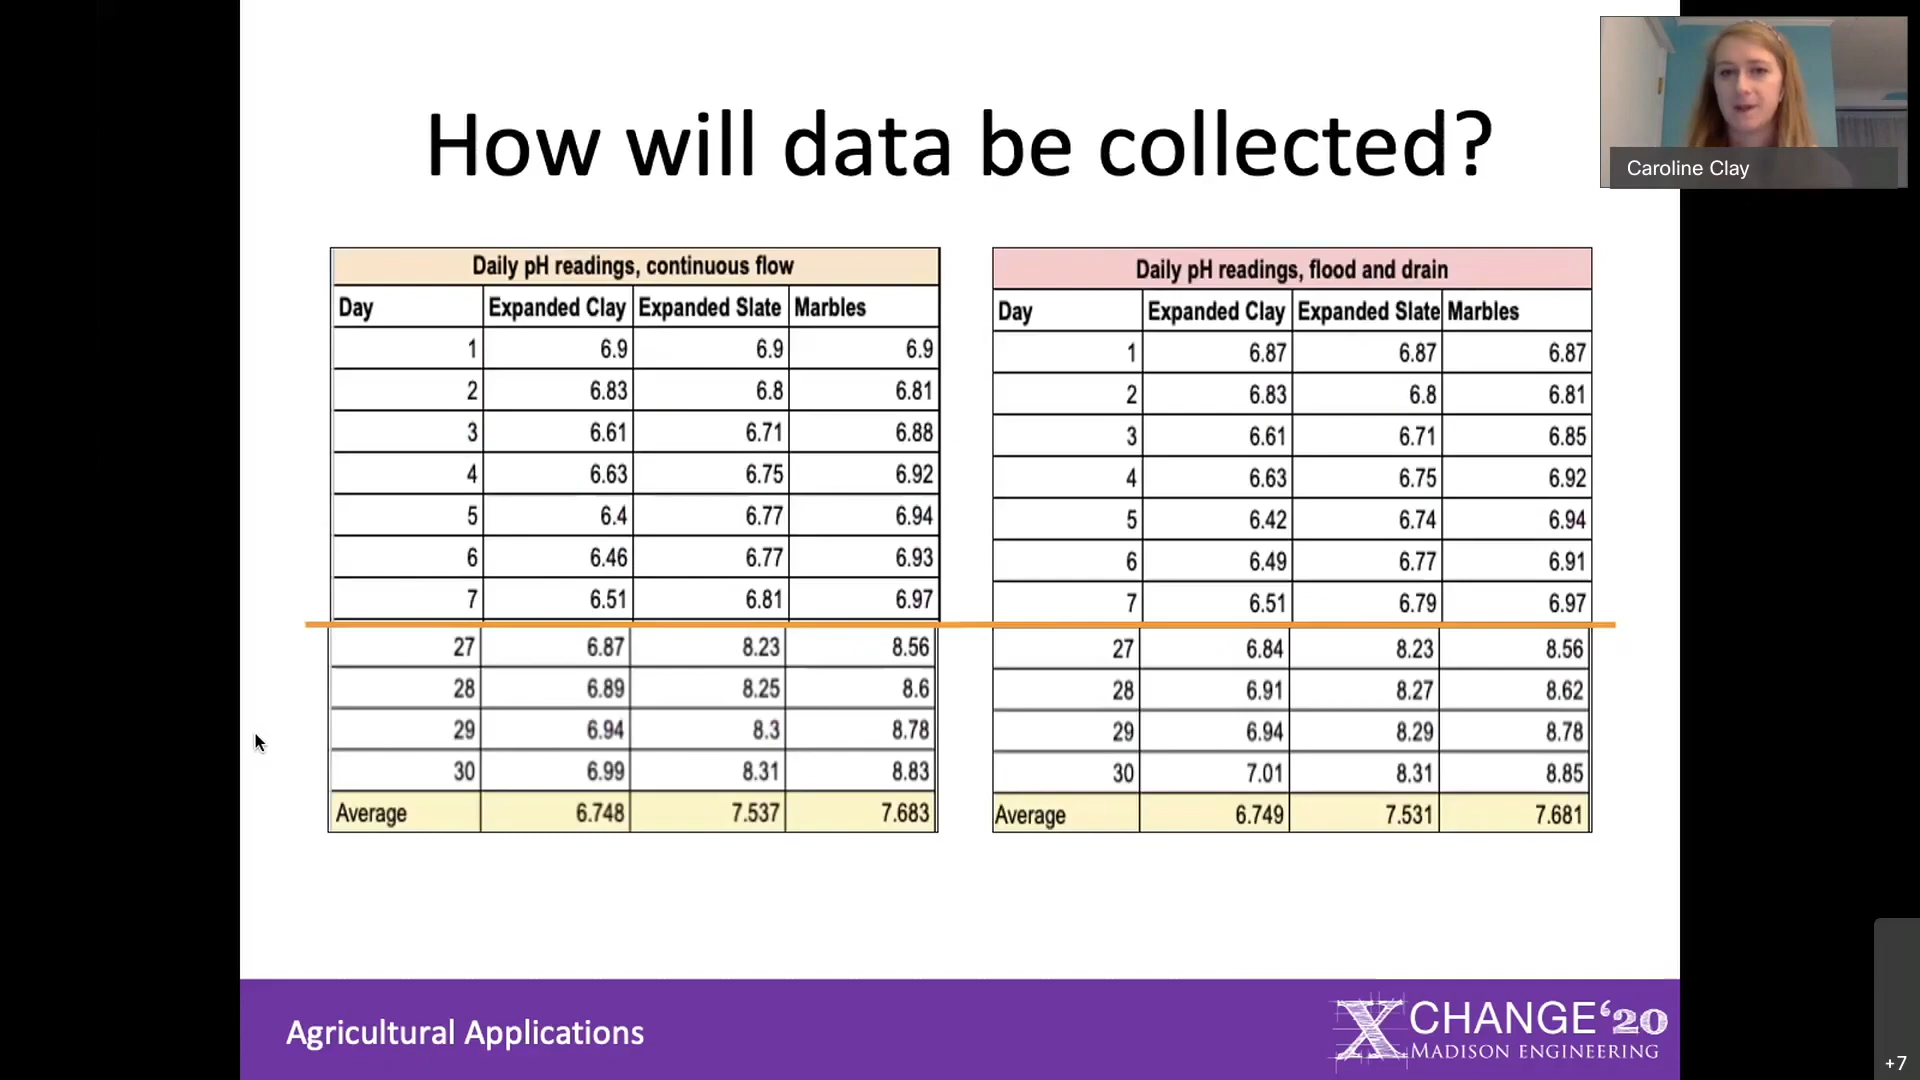 How will data be collected?
Caroline Clay
Daily pH readings, continuous flow
Day Expanded Clay Expanded Slate Marbles
1 6.9 6.9 6.9
2 6.83 6.8 6.81
3 6.61 6.71 6.88
4 6.63 6.75 6.92
5 6.4 6.77 6.94
6 6.46 6.77 6.93
7 6.51 6.81 6.97
27 6.87 8.23 8.56
28 6.89 8.25 8.6
29 6.94 8.3 8.78
30 6.99 8.31 8.83
Average 6.748 7.537 7.683
Daily pH readings, flood and drain
Day Expanded Clay Expanded Slate Marbles
1 6.87 6.87 6.87
2 6.83 6.8 6.81
3 6.61 6.71 6.85
4 6.63 6.75 6.92
5 6.42 6.74 6.94
6 6.49 6.77 6.91
7 6.51 6.79 6.97
27 6.84 8.23 8.56
28 6.91 8.27 8.62
29 6.94 8.29 8.78
30 7.01 8.31 8.85
Average 6.749 7.531 7.681
Agricultural Applications
XCHANGE‘20
MADISON ENGINEERING
+7